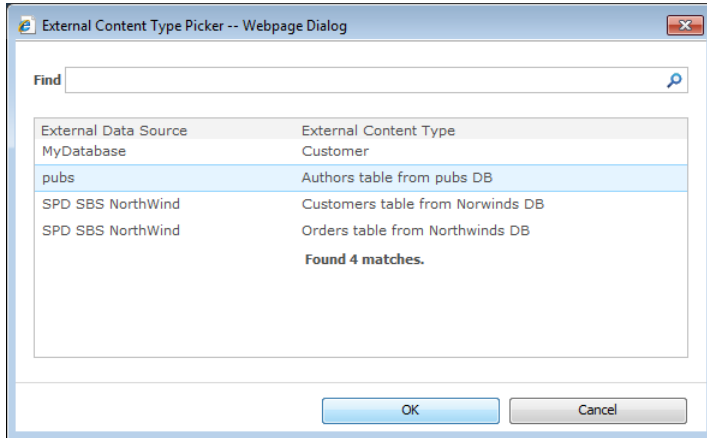 External Content Type Picker -- Webpage Dialog
Find
External Data Source External Content Type
MyDatabase Customer
pubs Authors table from pubs DB
SPD SBS NorthWind Customers table from Norwinds DB
SPD SBS NorthWind Orders table from Northwinds DB
Found 4 matches.
OK Cancel